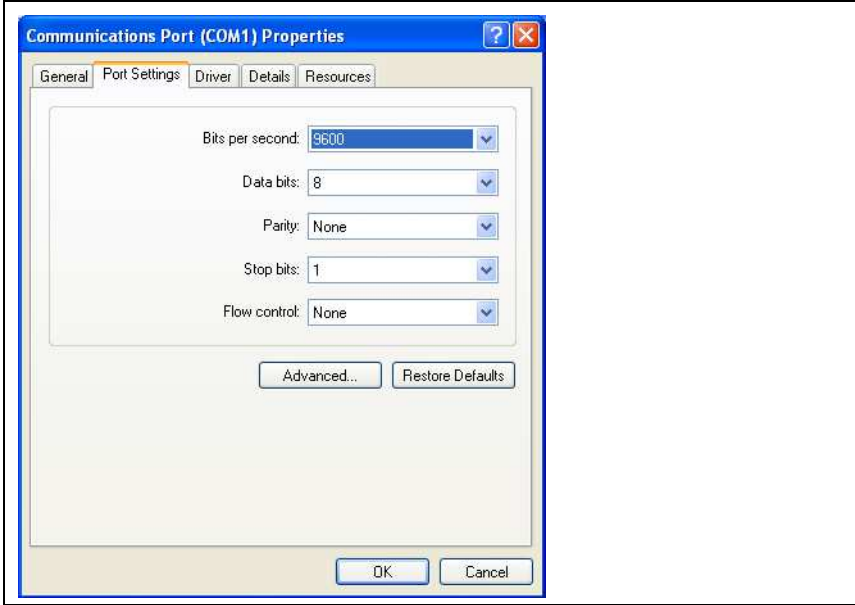 Communications Port (COM1) Properties
General Port Settings Driver Details Resources
Bits per second: 9600
Data bits: 8
Parity: None
Stop bits: 1
Flow control: None
Advanced... Restore Defaults
OK Cancel